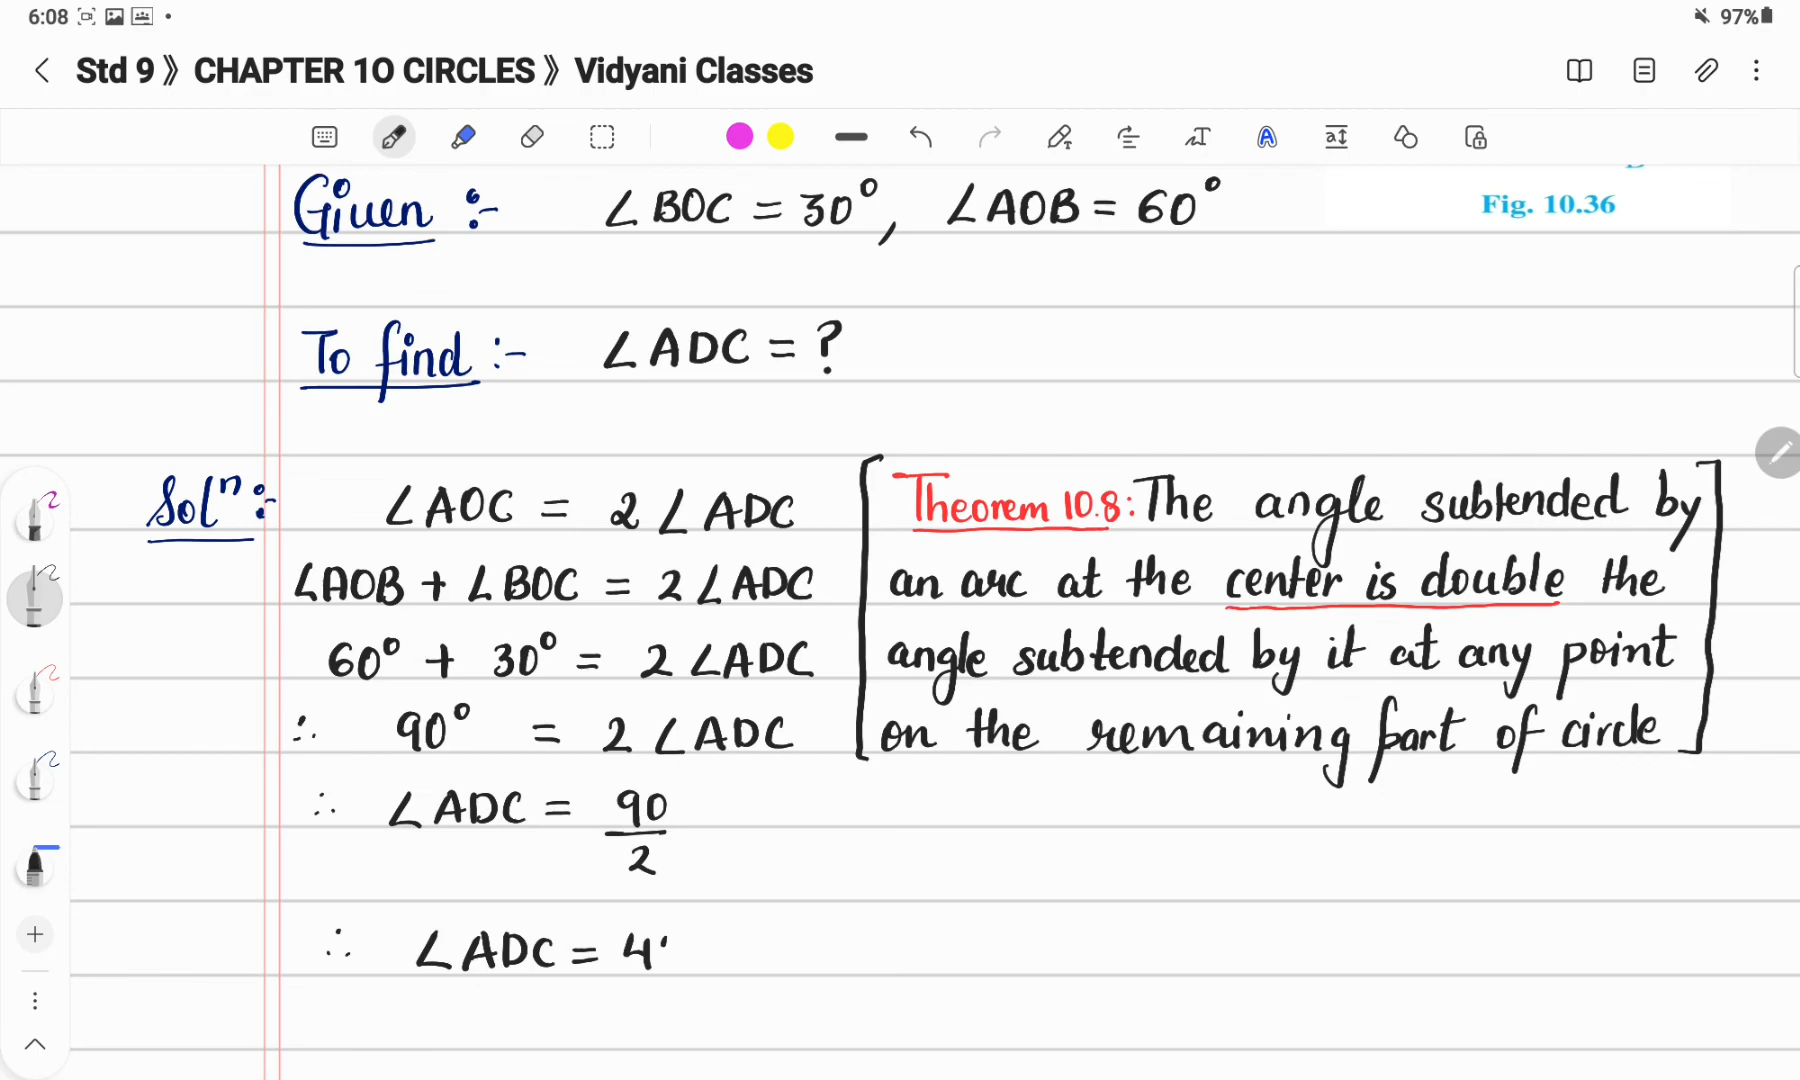 6:08 97%
Std 9 》 CHAPTER 1O CIRCLES 》 Vidyani Classes
Given :- ∠BOC = 30°, ∠AOB = 60°
Fig. 10.36
To find :- ∠ADC = ?
Solⁿ :- ∠AOC = 2 ∠ADC
∠AOB + ∠BOC = 2 ∠ADC
60° + 30° = 2 ∠ADC
∴ 90° = 2 ∠ADC
∴ ∠ADC = 90/2
∴ ∠ADC = 4
[Theorem 10.8: The angle subtended by
an arc at the center is double the
angle subtended by it at any point
on the remaining part of circle]